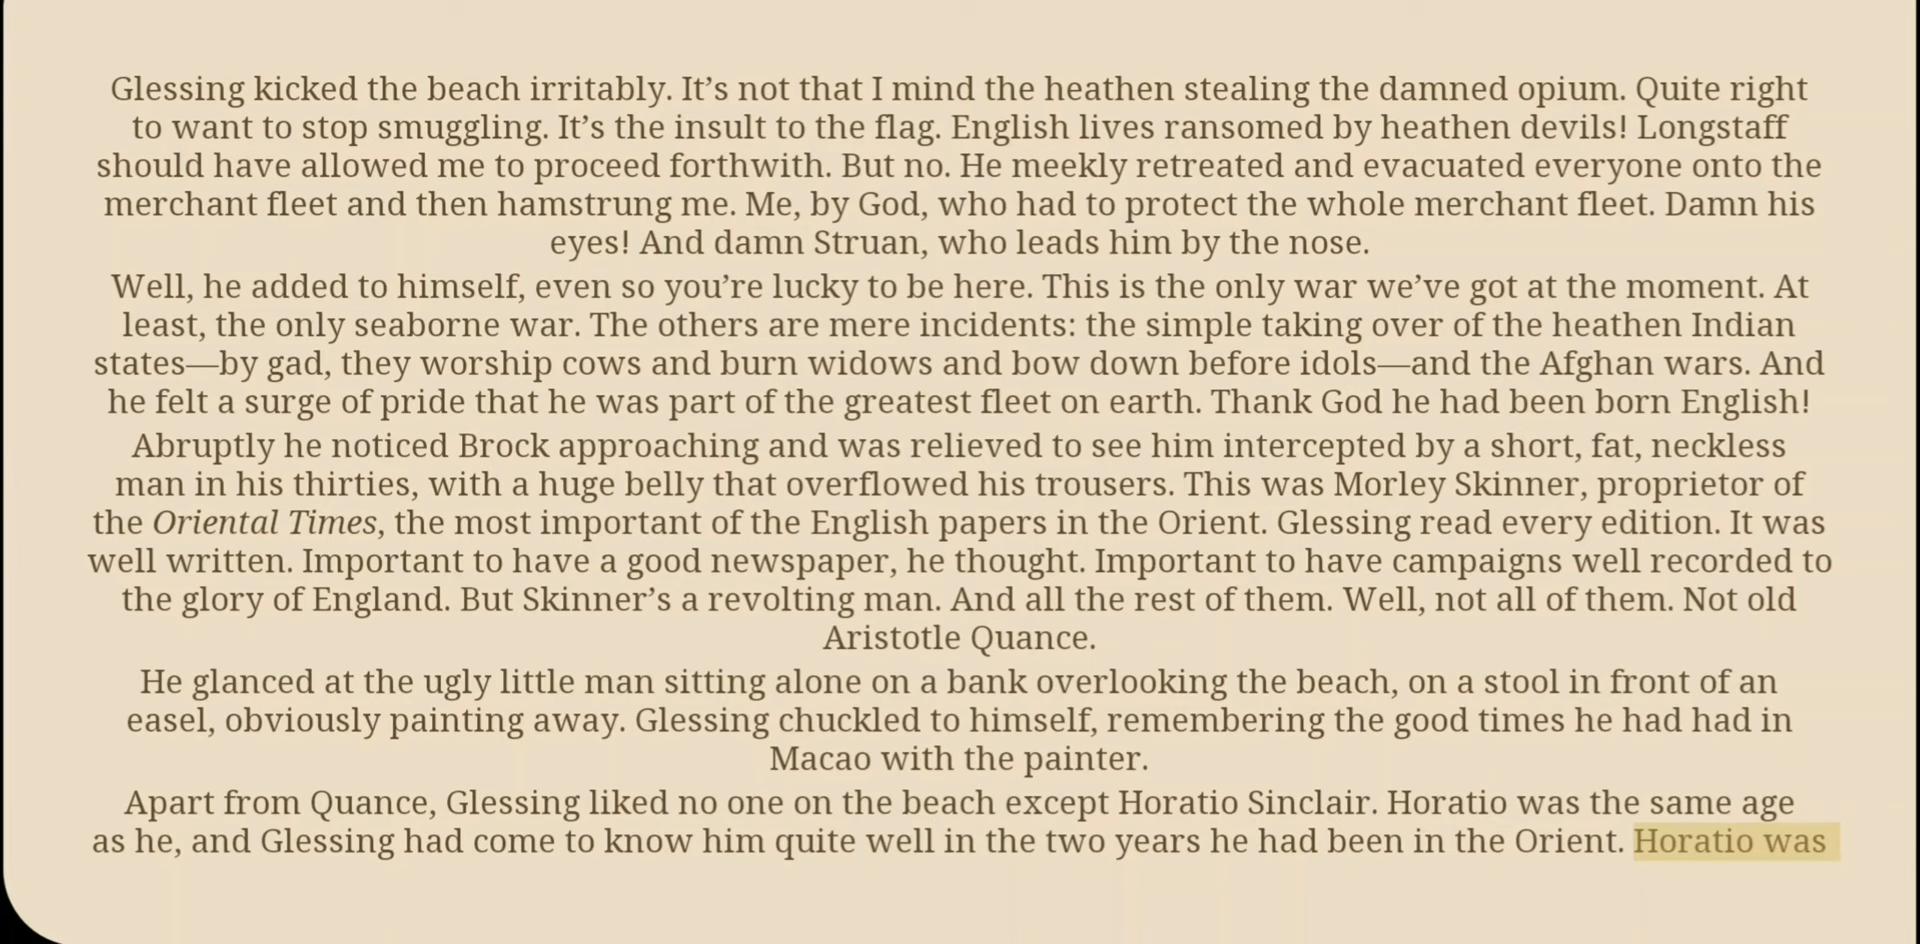 Glessing kicked the beach irritably. It’s not that I mind the heathen stealing the damned opium. Quite right
to want to stop smuggling. It’s the insult to the flag. English lives ransomed by heathen devils! Longstaff
should have allowed me to proceed forthwith. But no. He meekly retreated and evacuated everyone onto the
merchant fleet and then hamstrung me. Me, by God, who had to protect the whole merchant fleet. Damn his
eyes! And damn Struan, who leads him by the nose.
Well, he added to himself, even so you’re lucky to be here. This is the only war we’ve got at the moment. At
least, the only seaborne war. The others are mere incidents: the simple taking over of the heathen Indian
states—by gad, they worship cows and burn widows and bow down before idols—and the Afghan wars. And
he felt a surge of pride that he was part of the greatest fleet on earth. Thank God he had been born English!
Abruptly he noticed Brock approaching and was relieved to see him intercepted by a short, fat, neckless
man in his thirties, with a huge belly that overflowed his trousers. This was Morley Skinner, proprietor of
the Oriental Times, the most important of the English papers in the Orient. Glessing read every edition. It was
well written. Important to have a good newspaper, he thought. Important to have campaigns well recorded to
the glory of England. But Skinner’s a revolting man. And all the rest of them. Well, not all of them. Not old
Aristotle Quance.
He glanced at the ugly little man sitting alone on a bank overlooking the beach, on a stool in front of an
easel, obviously painting away. Glessing chuckled to himself, remembering the good times he had had in
Macao with the painter.
Apart from Quance, Glessing liked no one on the beach except Horatio Sinclair. Horatio was the same age
as he, and Glessing had come to know him quite well in the two years he had been in the Orient. Horatio was